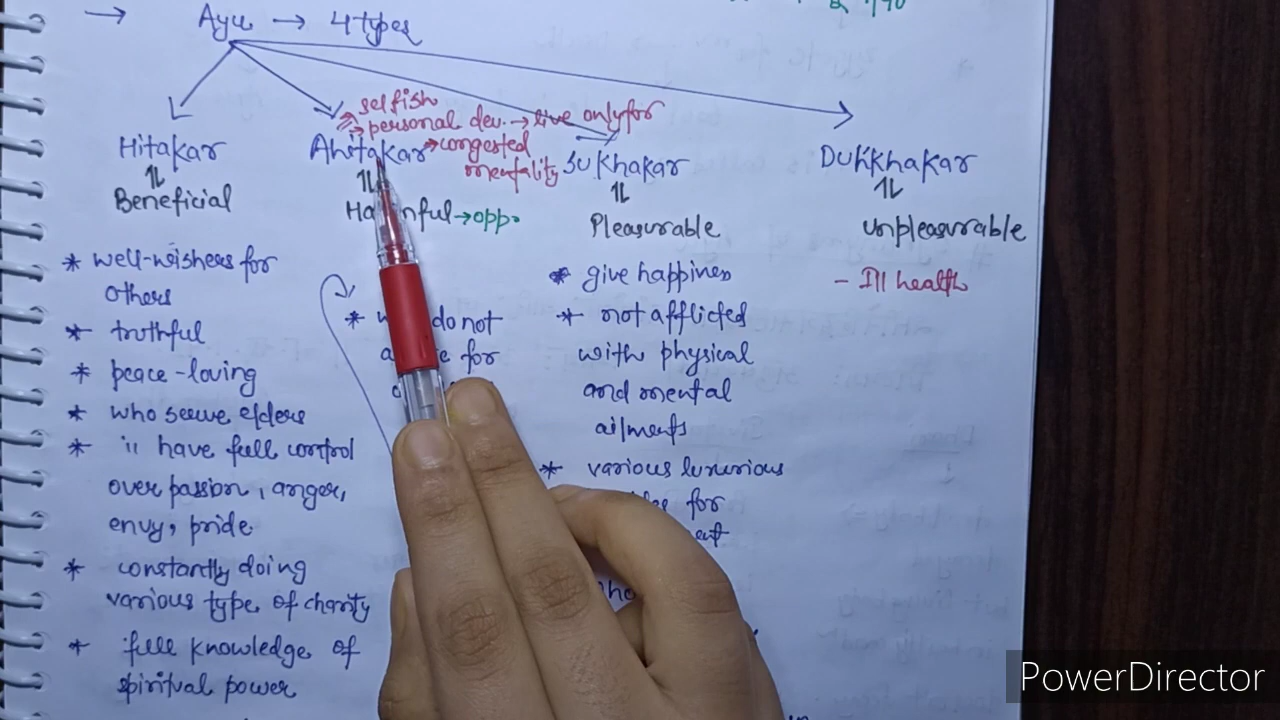 → Ayu → 4 types
→ selfish
→ personal dev. → live only for
→ congested
mentality
Hitakar
Ahitakar
Sukhakar
Dukkhakar
Beneficial
→ opp.
Pleasurable
unpleasurable
* well-wishers for
others
* truthful
* peace-loving
* who serve elders
* " have full control
over passion, anger,
envy, pride
* constantly doing
various type of charity
* full knowledge of
spiritual power
* do not
for
* give happiness
* not afflicted
with physical
and mental
ailments
* various luxurious
for
- Ill health
PowerDirector